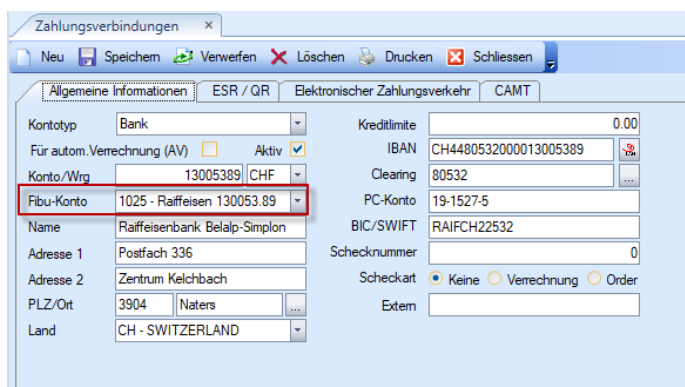 Zahlungsverbindungen ×
Neu Speichern Verwerfen Löschen Drucken Schliessen
Allgemeine Informationen ESR / QR Elektronischer Zahlungsverkehr CAMT
Kontotyp Bank Kreditlimite 0.00
Für autom.Verrechnung (AV) Aktiv IBAN CH4480532000013005389
Konto/Wrg 13005389 CHF Clearing 80532 ...
Fibu-Konto 1025 - Raiffeisen 130053.89 PC-Konto 19-1527-5
Name Raiffeisenbank Belalp-Simplon BIC/SWIFT RAIFCH22532
Adresse 1 Postfach 336 Schecknummer 0
Adresse 2 Zentrum Kelchbach Scheckart Keine Verrechnung Order
PLZ/Ort 3904 Naters ... Extern
Land CH - SWITZERLAND